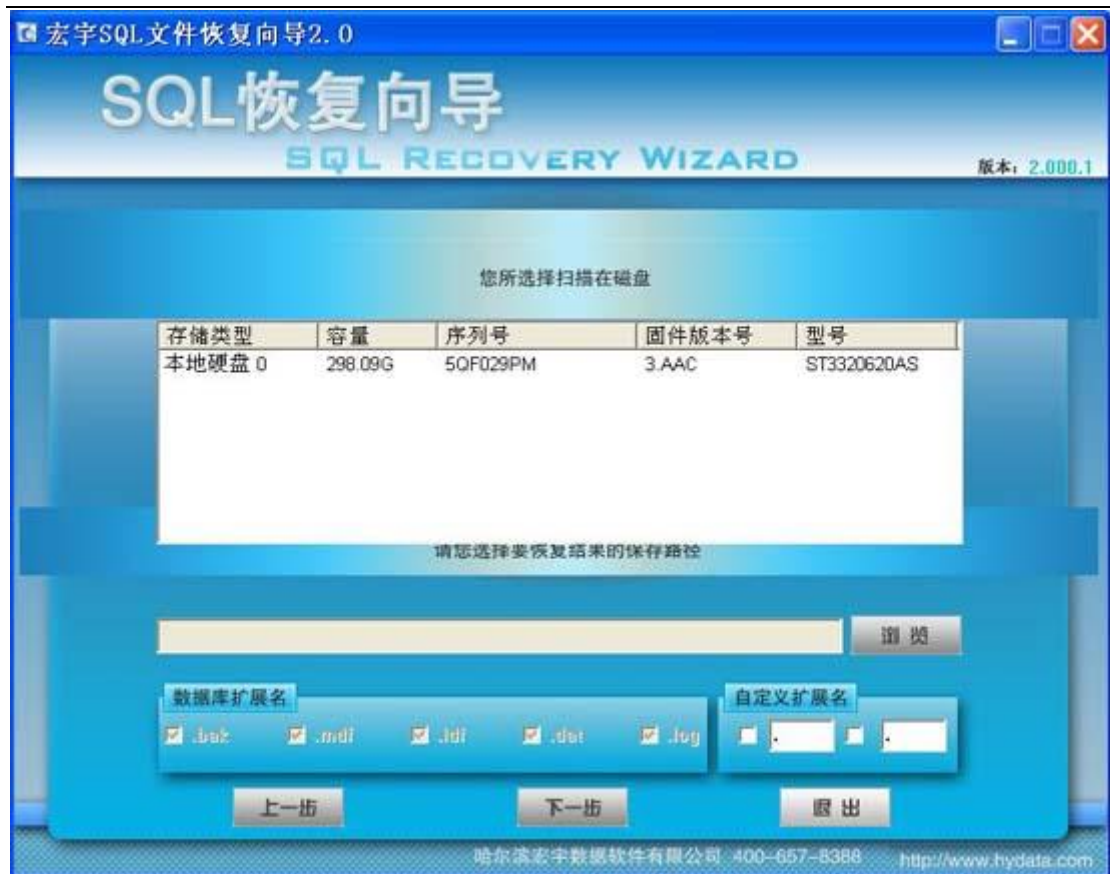 宏宇SQL文件恢复向导2.0
SQL恢复向导
SQL RECOVERY WIZARD
版本: 2.000.1
您所选择扫描在磁盘
存储类型 容量 序列号 固件版本号 型号
本地硬盘 0 298.09G 5QF029PM 3.AAC ST3320620AS
请您选择要恢复结果的保存路径
浏 览
数据库扩展名 自定义扩展名
.bak .mdf .ldf .dat .log . .
上一步 下一步 退 出
哈尔滨宏宇数据软件有限公司 400-657-8388 http://www.hydata.com